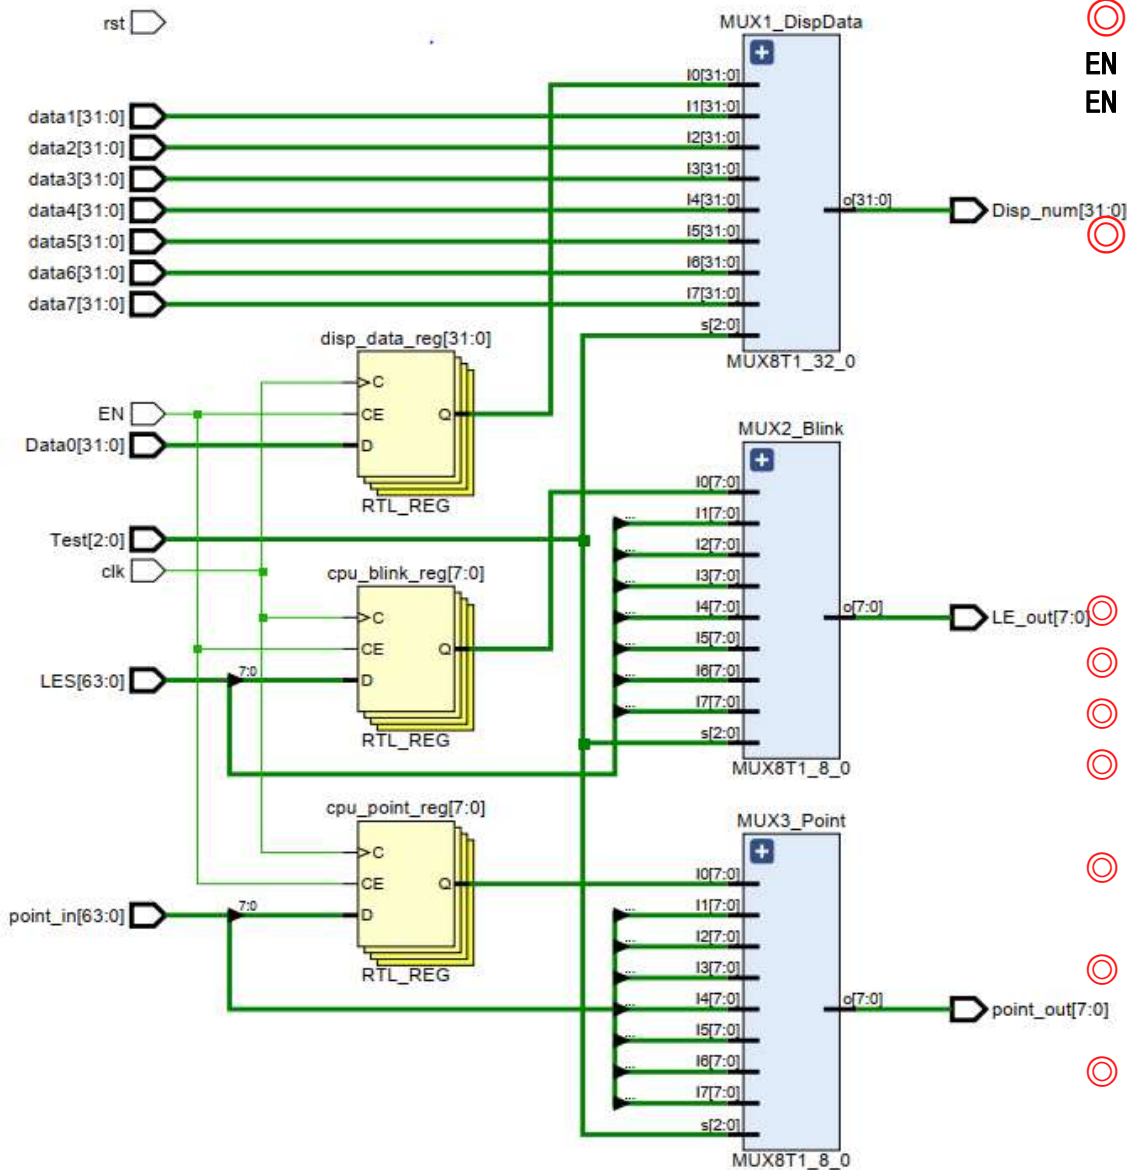 rst
MUX1_DispData
EN
EN
I0[31:0]
data1[31:0]
I1[31:0]
data2[31:0]
I2[31:0]
data3[31:0]
I3[31:0]
data4[31:0]
I4[31:0]
o[31:0]
Disp_num[31:0]
data5[31:0]
I5[31:0]
data6[31:0]
I6[31:0]
data7[31:0]
I7[31:0]
s[2:0]
MUX8T1_32_0
disp_data_reg[31:0]
C
EN
CE
Q
Data0[31:0]
D
RTL_REG
MUX2_Blink
I0[7:0]
Test[2:0]
clk
... I1[7:0]
... I2[7:0]
... I3[7:0]
... I4[7:0]
... I5[7:0]
... I6[7:0]
... I7[7:0]
s[2:0]
o[7:0]
LE_out[7:0]
MUX8T1_8_0
cpu_blink_reg[7:0]
C
CE
Q
LES[63:0]
7:0
D
RTL_REG
cpu_point_reg[7:0]
C
CE
Q
point_in[63:0]
7:0
D
RTL_REG
MUX3_Point
I0[7:0]
... I1[7:0]
... I2[7:0]
... I3[7:0]
... I4[7:0]
... I5[7:0]
... I6[7:0]
... I7[7:0]
s[2:0]
o[7:0]
point_out[7:0]
MUX8T1_8_0